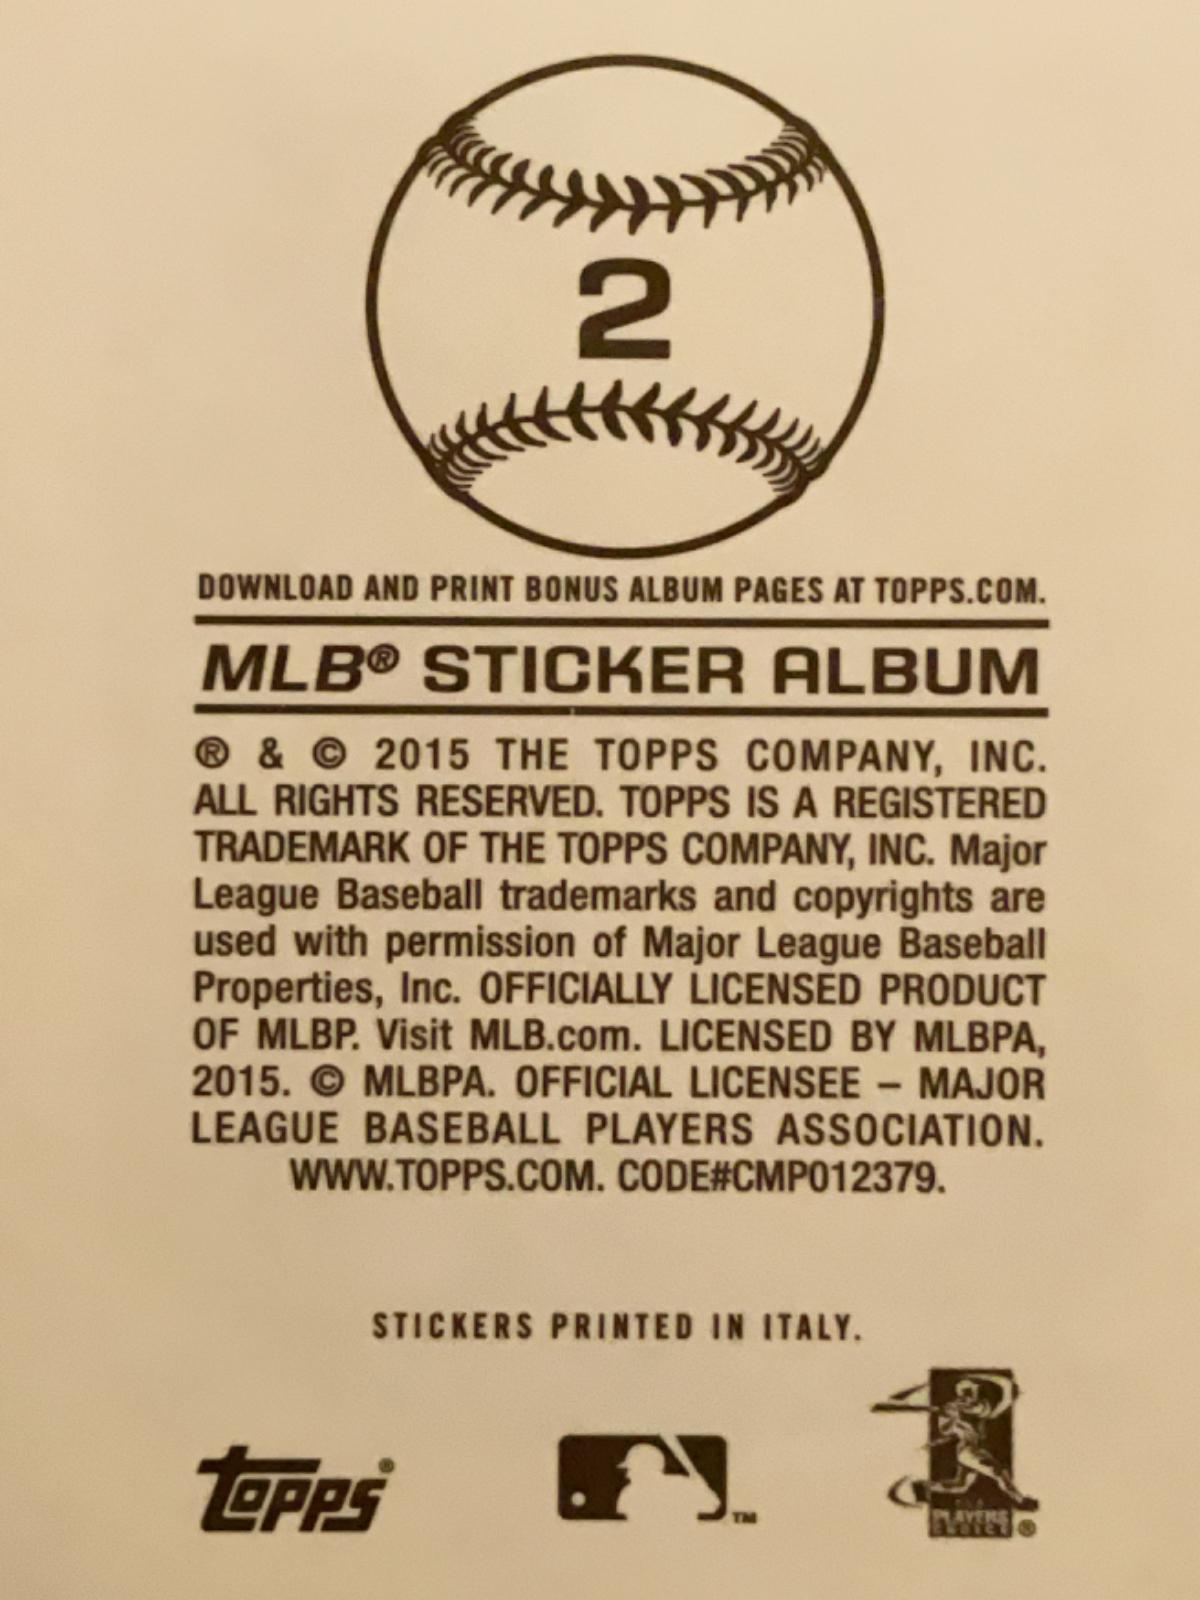 2
DOWNLOAD AND PRINT BONUS ALBUM PAGES AT TOPPS.COM.
MLB® STICKER ALBUM
® & © 2015 THE TOPPS COMPANY, INC.
ALL RIGHTS RESERVED. TOPPS IS A REGISTERED
TRADEMARK OF THE TOPPS COMPANY, INC. Major
League Baseball trademarks and copyrights are
used with permission of Major League Baseball
Properties, Inc. OFFICIALLY LICENSED PRODUCT
OF MLBP. Visit MLB.com. LICENSED BY MLBPA,
2015. © MLBPA. OFFICIAL LICENSEE – MAJOR
LEAGUE BASEBALL PLAYERS ASSOCIATION.
WWW.TOPPS.COM. CODE#CMP012379.
STICKERS PRINTED IN ITALY.
TOPPS® ™
PLAYERS
CHOICE ®